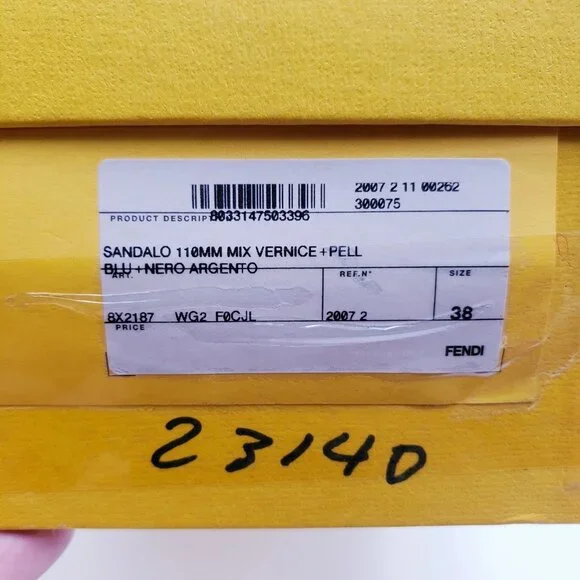 2007 2 11 00262
300075
PRODUCT DESCRIPT
8033147503396
SANDALO 110MM MIX VERNICE+PELL
BLU+NERO ARGENTO
ART. REF.N° SIZE
8X2187 WG2 F0CJL 2007 2 38
PRICE
FENDI
23140